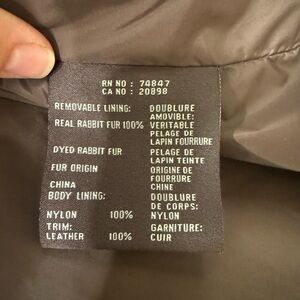 RN NO : 74847
CA NO : 20898
REMOVABLE LINING: DOUBLURE
AMOVIBLE:
REAL RABBIT FUR 100% VERITABLE
PELAGE DE
LAPIN FOURRURE
DYED RABBIT FUR PELAGE DE
LAPIN TEINTE
FUR ORIGIN ORIGINE DE
FOURRURE
CHINA CHINE
BODY LINING: DOUBLURE
DE CORPS:
NYLON 100% NYLON
TRIM: GARNITURE:
LEATHER 100% CUIR